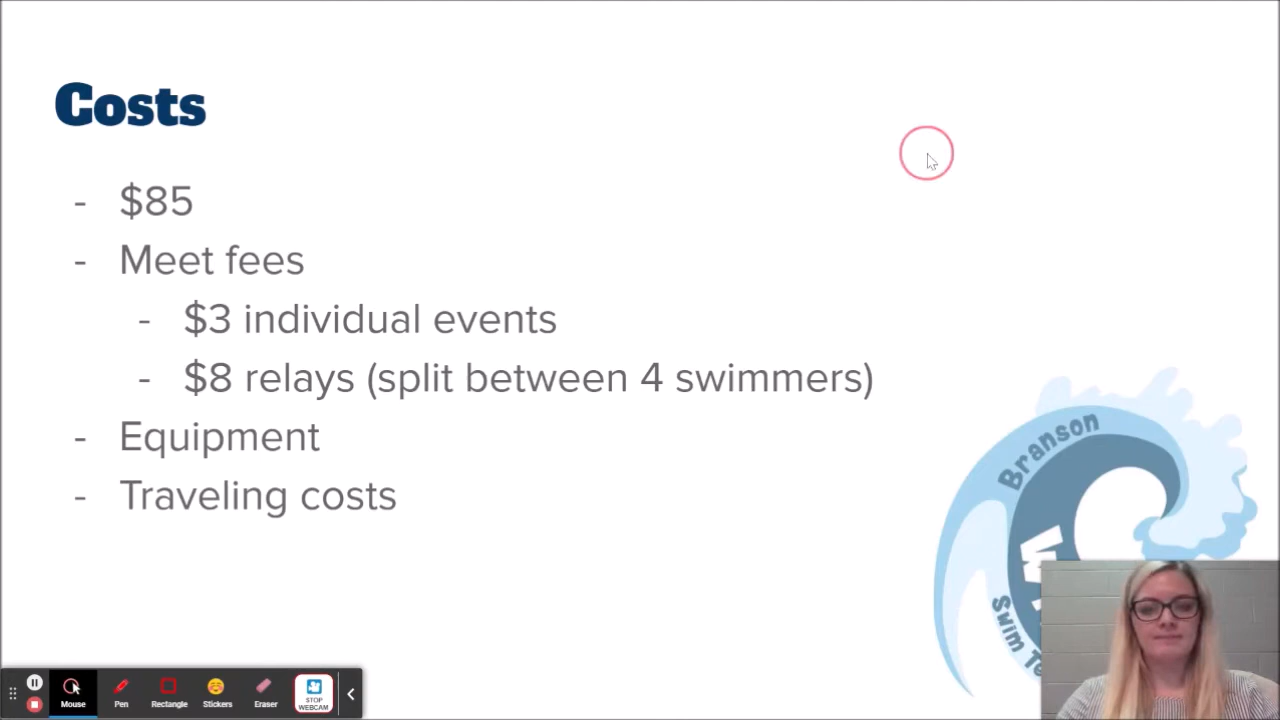 Costs
- $85
- Meet fees
- $3 individual events
- $8 relays (split between 4 swimmers)
- Equipment
- Traveling costs
Branson
Swim
Mouse
Pen
Rectangle
Stickers
Eraser
STOP
WEBCAM